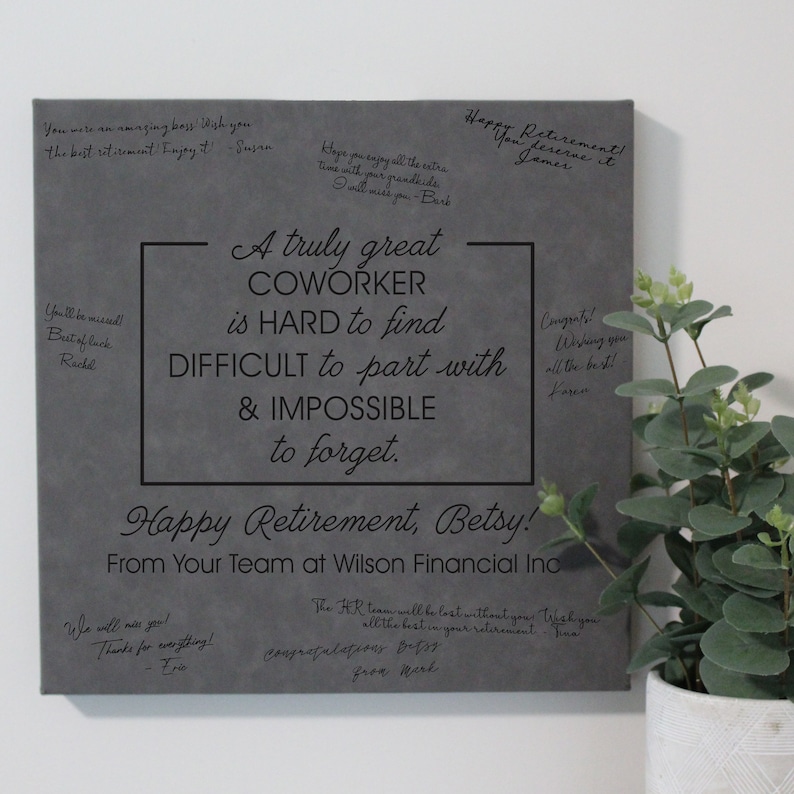 You were an amazing boss! Wish you
the best retirement! Enjoy it! - Susan
Hope you enjoy all the extra
time with your grandkids.
I will miss you. - Barb
Happy Retirement!
You deserve it
James
A truly great
COWORKER
is HARD to find
DIFFICULT to part with
& IMPOSSIBLE
to forget.
You'll be missed!
Best of luck
Rachel
Congrats!
Wishing you
all the best! -
Karen
Happy Retirement, Betsy!
From Your Team at Wilson Financial Inc
We will miss you!
Thanks for everything!
- Eric
The HR team will be lost without you! Wish you
all the best in your retirement - Tina
Congratulations Betsy
from Mark